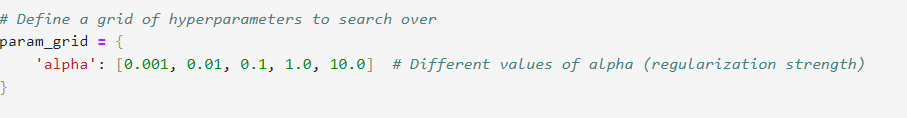 # Define a grid of hyperparameters to search over
param_grid = {
    'alpha': [0.001, 0.01, 0.1, 1.0, 10.0]  # Different values of alpha (regularization strength)
}